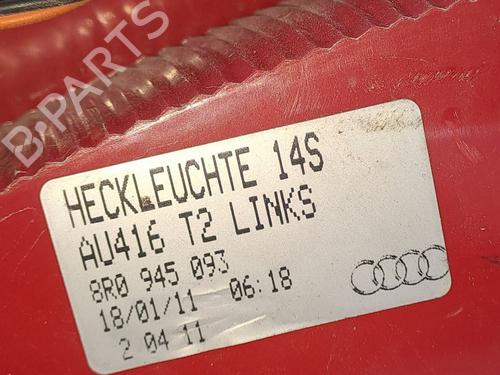 B-PARTS
HECKLEUCHTE 14S
AU416 T2 LINKS
8R0 945 093
18/01/11 06:18
2 04 11